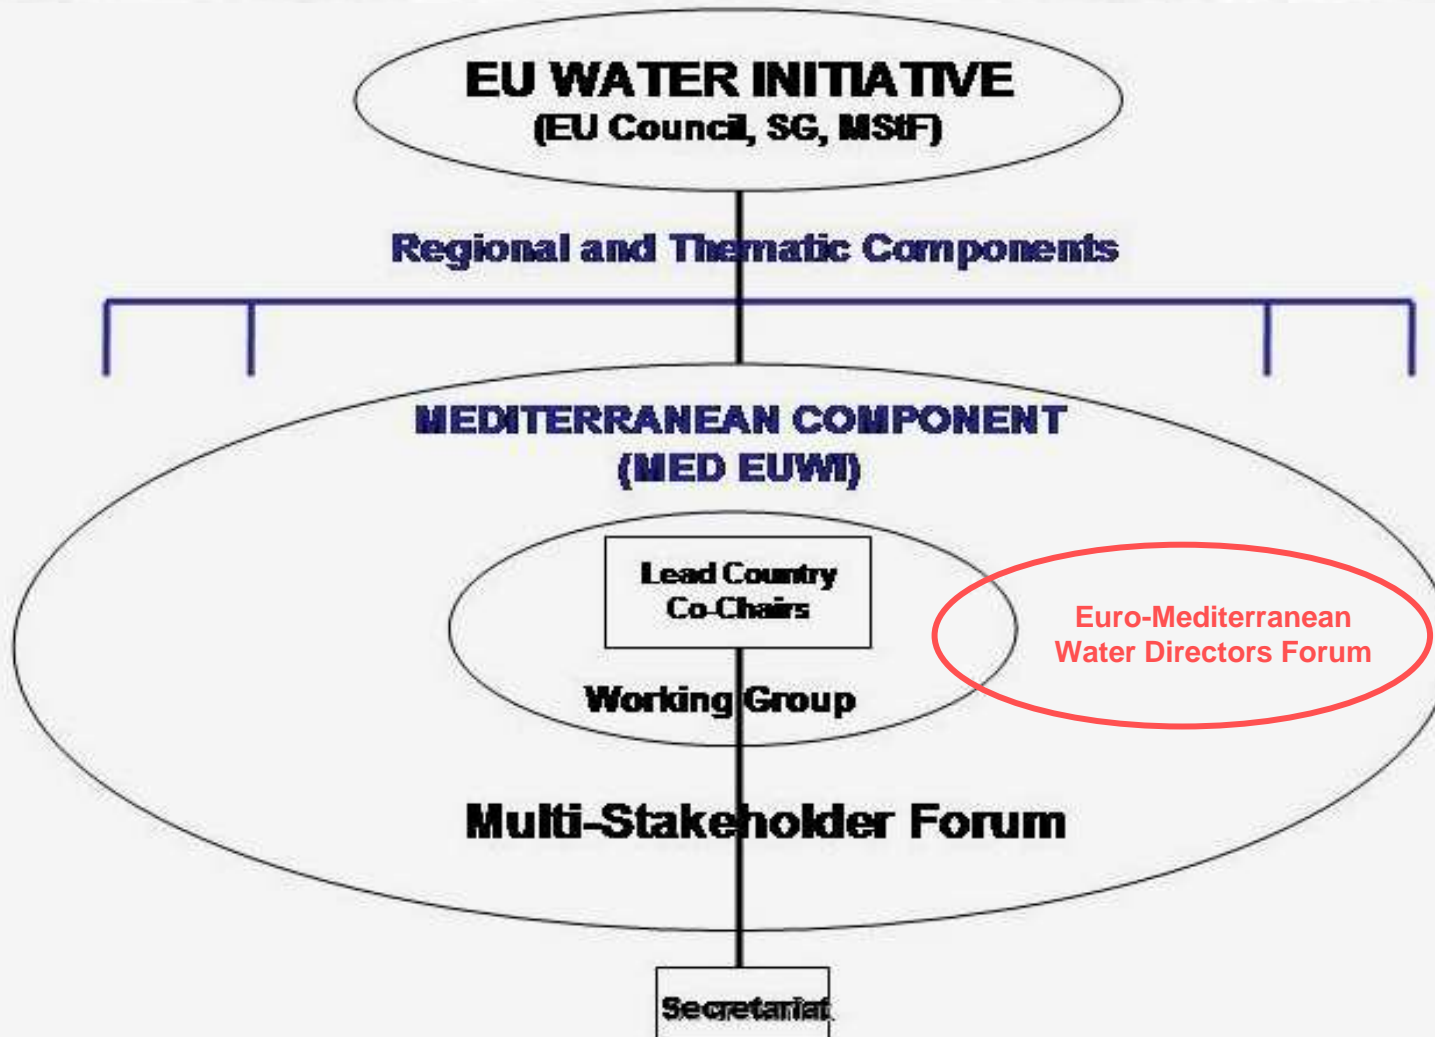 EU WATER INITIATIVE
(EU Council, SG, MStF)
Regional and Thematic Components
MEDITERRANEAN COMPONENT
(MED EUWI)
Lead Country
Co-Chairs
Euro-Mediterranean
Water Directors Forum
Working Group
Multi-Stakeholder Forum
Secretariat